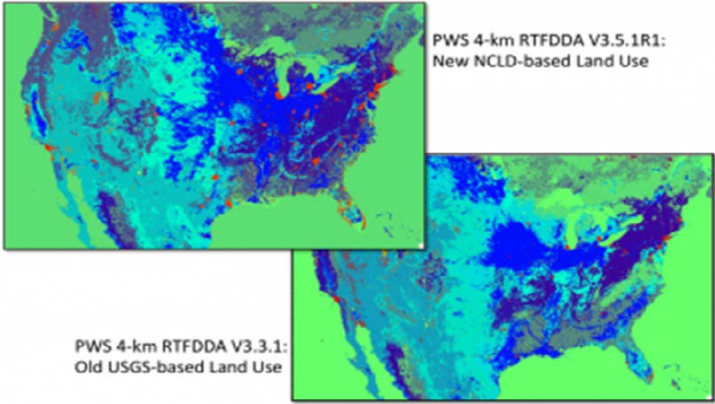 PWS 4-km RTFDDA V3.5.1R1:
New NCLD-based Land Use
PWS 4-km RTFDDA V3.3.1:
Old USGS-based Land Use